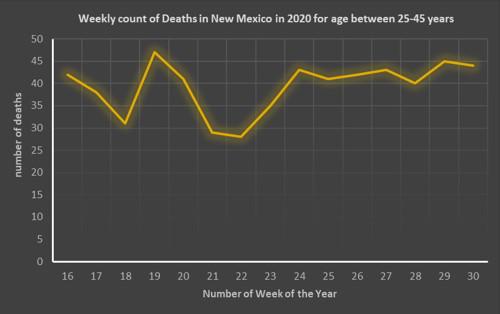 Weekly count of Deaths in New Mexico in 2020 for age between 25-45 years
number of deaths
50
45
40
35
30
25
20
15
10
5
0
16 17 18 19 20 21 22 23 24 25 26 27 28 29 30
Number of Week of the Year